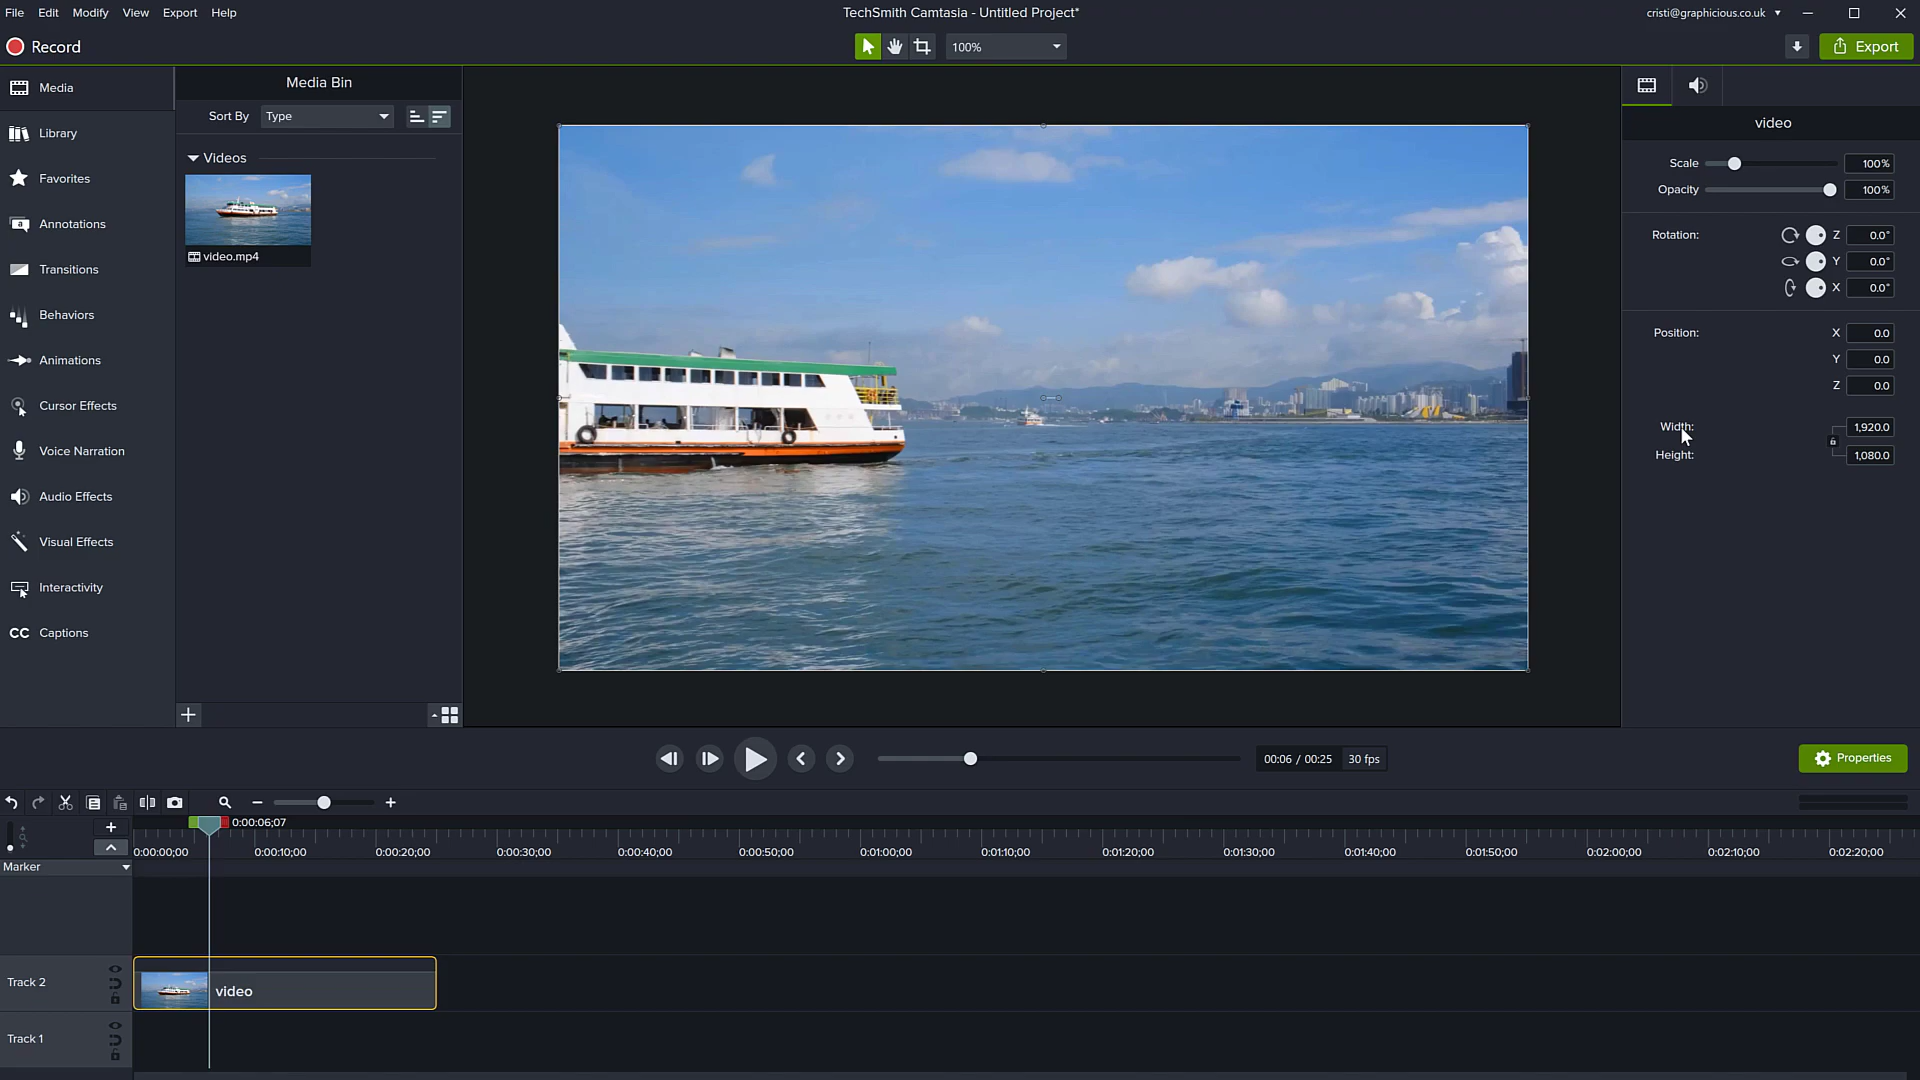 File Edit Modify View Export Help
TechSmith Camtasia - Untitled Project*
cristi@graphicious.co.uk
Record
100%
Export
Media
Library
Favorites
Annotations
Transitions
Behaviors
Animations
Cursor Effects
Voice Narration
Audio Effects
Visual Effects
Interactivity
CC Captions
Media Bin
Sort By Type
Videos
video.mp4
video
Scale 100%
Opacity 100%
Rotation: Z 0.0°
Y 0.0°
X 0.0°
Position: X 0.0
Y 0.0
Z 0.0
Width: 1,920.0
Height: 1,080.0
00:06 / 00:25 30 fps
Properties
0:00:06;07
0:00:00;00 0:00:10;00 0:00:20;00 0:00:30;00 0:00:40;00 0:00:50;00 0:01:00;00 0:01:10;00 0:01:20;00 0:01:30;00 0:01:40;00 0:01:50;00 0:02:00;00 0:02:10;00 0:02:20;00
Marker
Track 2
video
Track 1